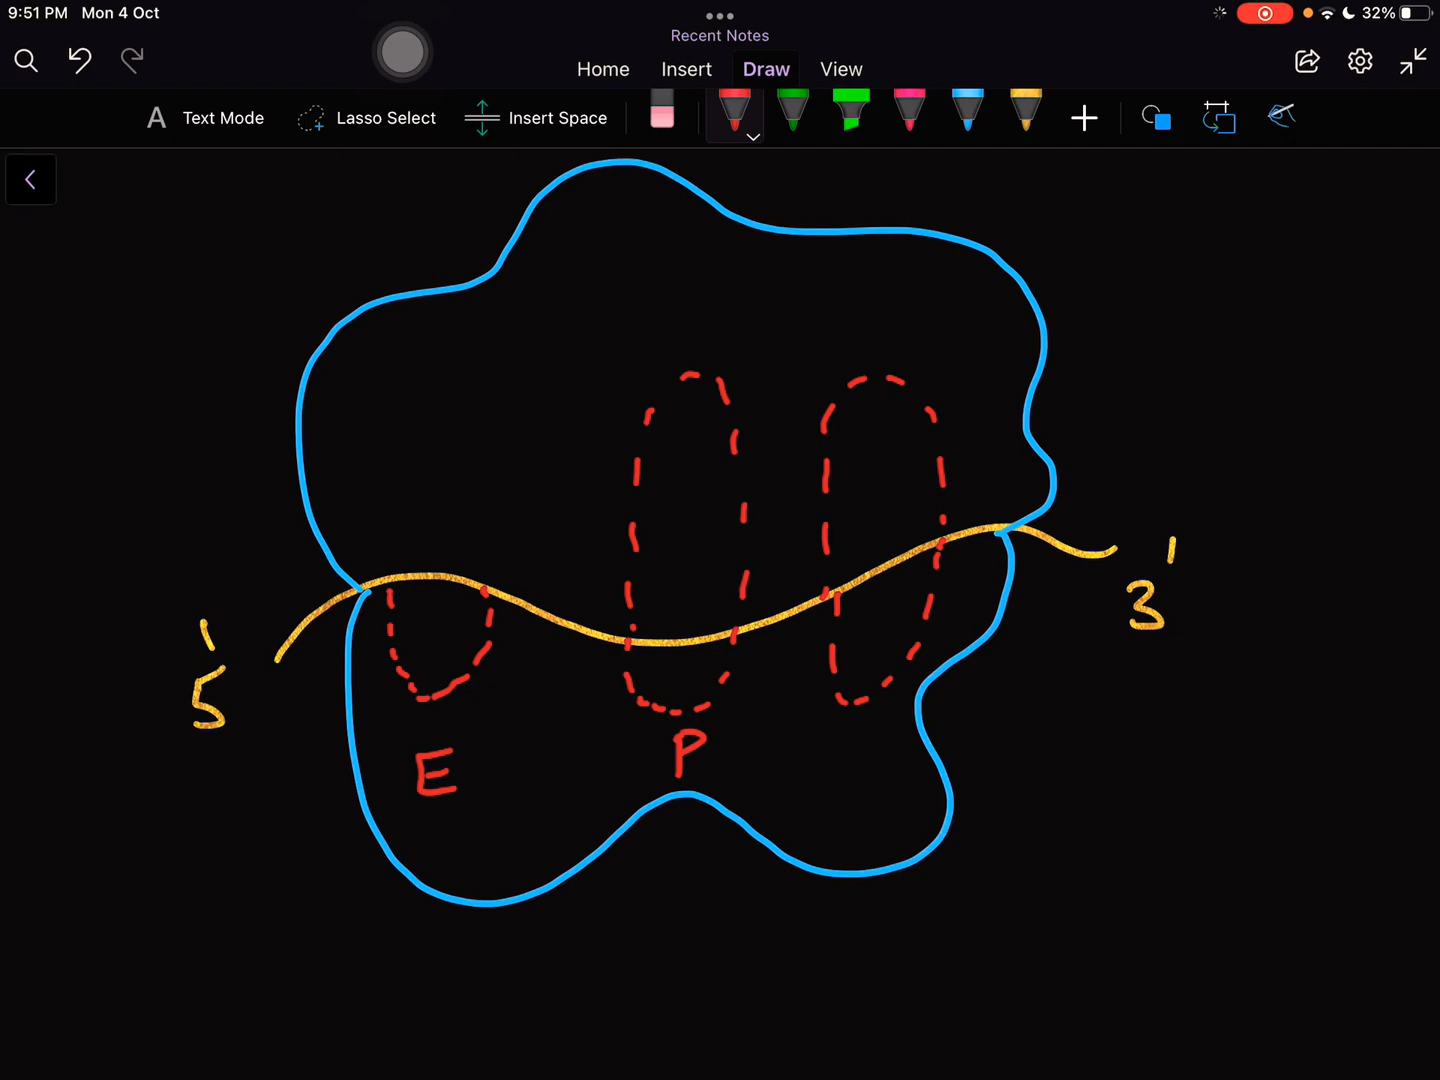 9:51 PM Mon 4 Oct
32%
Recent Notes
Home Insert Draw View
A Text Mode Lasso Select Insert Space
5'
3'
E
P